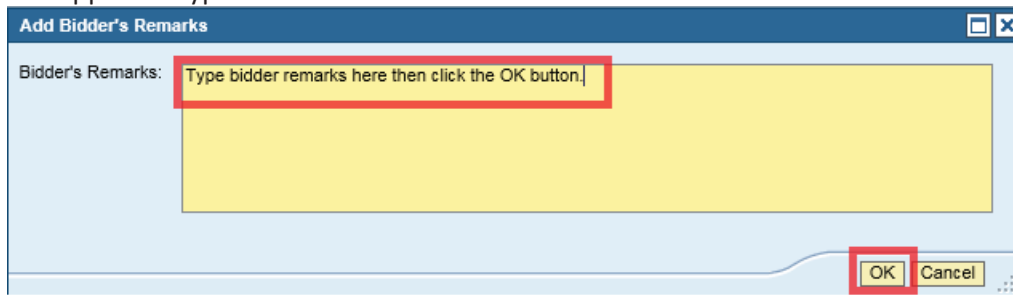 Add Bidder's Remarks
Bidder's Remarks: Type bidder remarks here then click the OK button.
OK Cancel